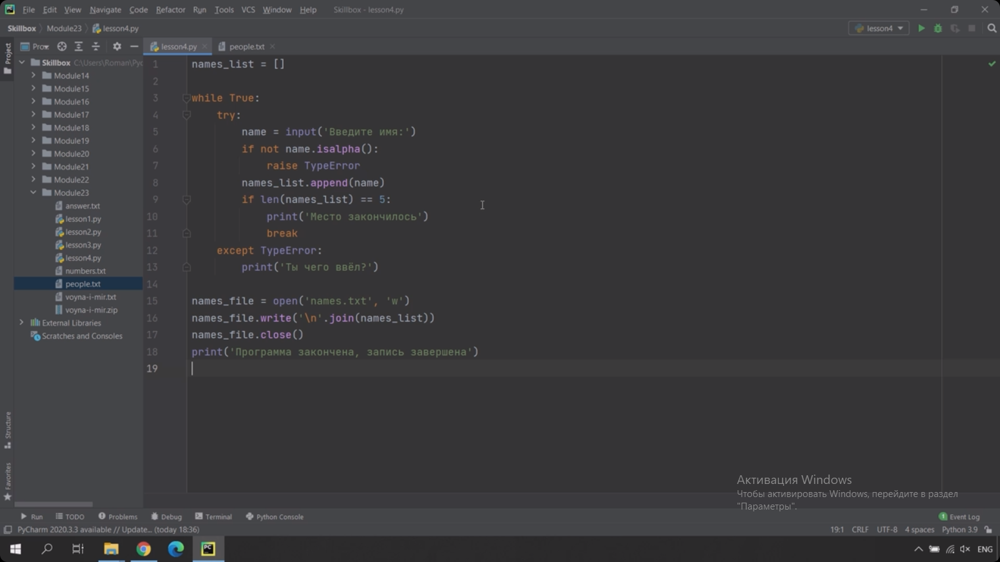 File Edit View Navigate Code Refactor Run Tools VCS Window Help Skillbox - lesson4.py
Skillbox Module23 lesson4.py lesson4
Project
lesson4.py people.txt
Skillbox C:\Users\Roman\Pyc
Module14
Module15
Module16
Module17
Module18
Module19
Module20
Module21
Module22
Module23
answer.txt
lesson1.py
lesson2.py
lesson3.py
lesson4.py
numbers.txt
people.txt
voyna-i-mir.txt
voyna-i-mir.zip
External Libraries
Scratches and Consoles
1 names_list = []
2
3 while True:
4 try:
5 name = input('Введите имя:')
6 if not name.isalpha():
7 raise TypeError
8 names_list.append(name)
9 if len(names_list) == 5:
10 print('Место закончилось')
11 break
12 except TypeError:
13 print('Ты чего ввёл?')
14
15 names_file = open('names.txt', 'w')
16 names_file.write('\n'.join(names_list))
17 names_file.close()
18 print('Программа закончена, запись завершена')
19
Structure
Favorites
Активация Windows
Чтобы активировать Windows, перейдите в раздел
"Параметры".
Run TODO Problems Debug Terminal Python Console 1 Event Log
PyCharm 2020.3.3 available // Update... (today 18:36) 19:1 CRLF UTF-8 4 spaces Python 3.9
ENG